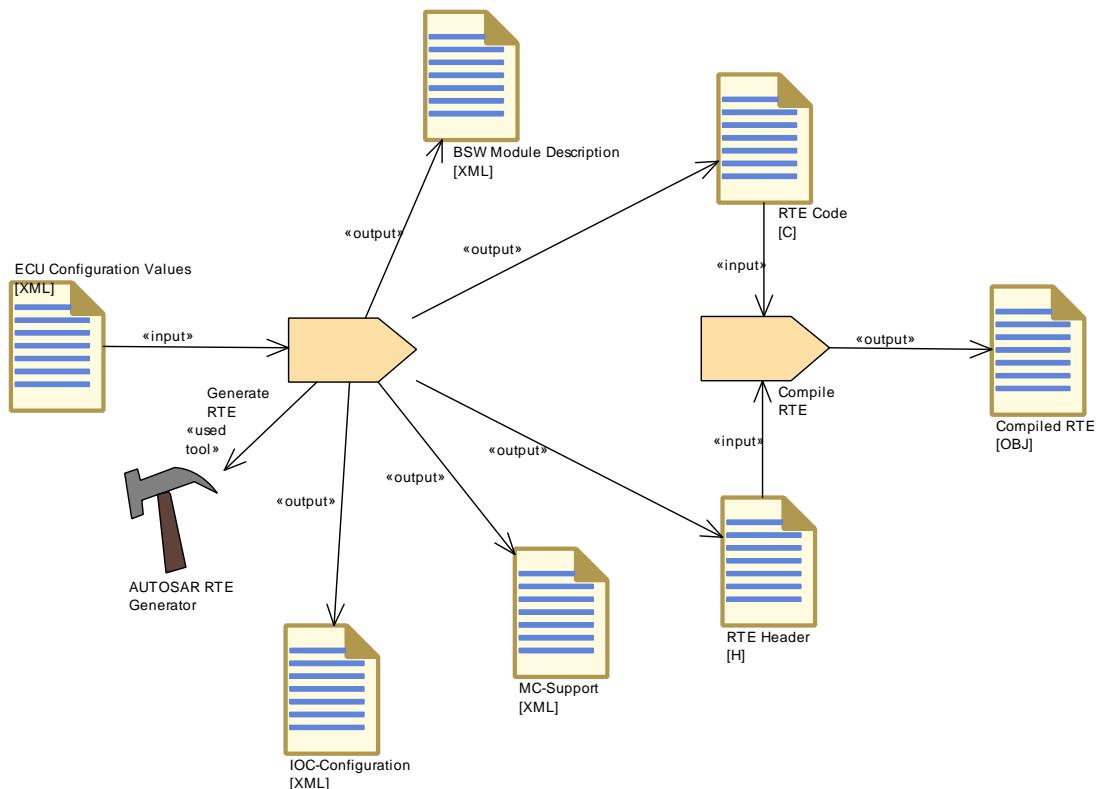 BSW Module Description
[XML]
RTE Code
[C]
«output»
«output»
ECU Configuration Values
[XML]
«input»
«input»
«output»
Generate
RTE
«used
tool»
Compile
RTE
Compiled RTE
[OBJ]
«input»
«output»
«output»
«output»
AUTOSAR RTE
Generator
RTE Header
[H]
MC-Support
[XML]
IOC-Configuration
[XML]